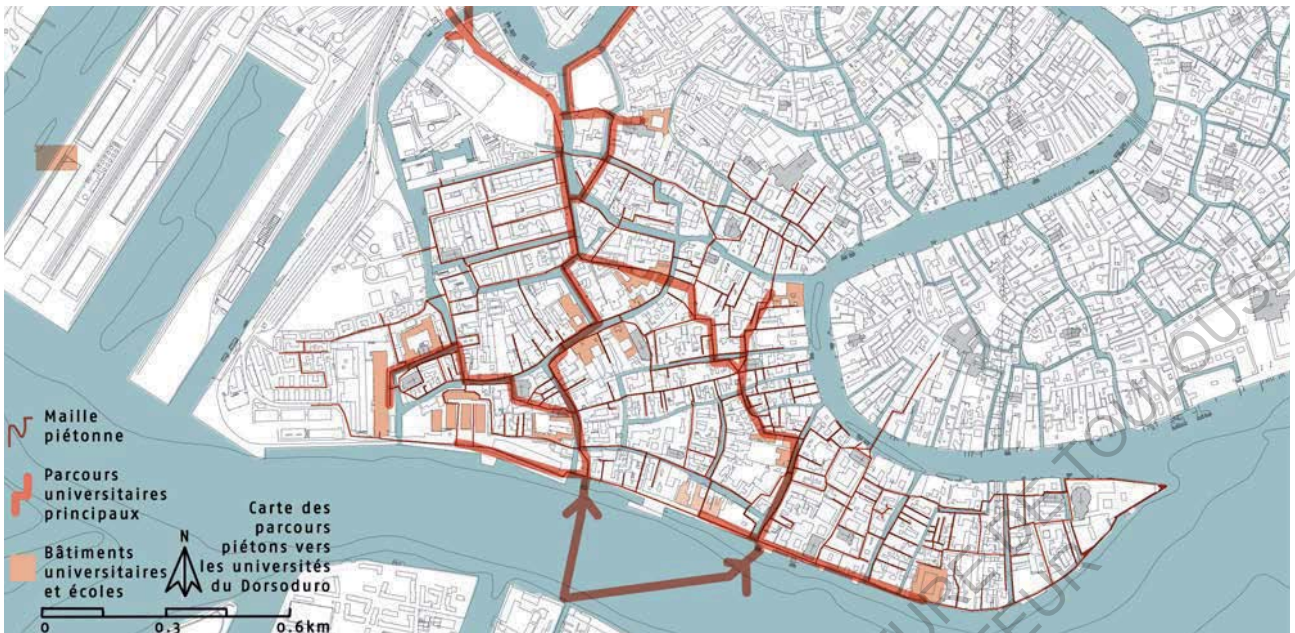 Maille
piétonne
Parcours
universitaires
principaux
Bâtiments
universitaires
et écoles
N
Carte des
parcours
piétons vers
les universités
du Dorsoduro
0 0.3 0.6km
TOULOUSE